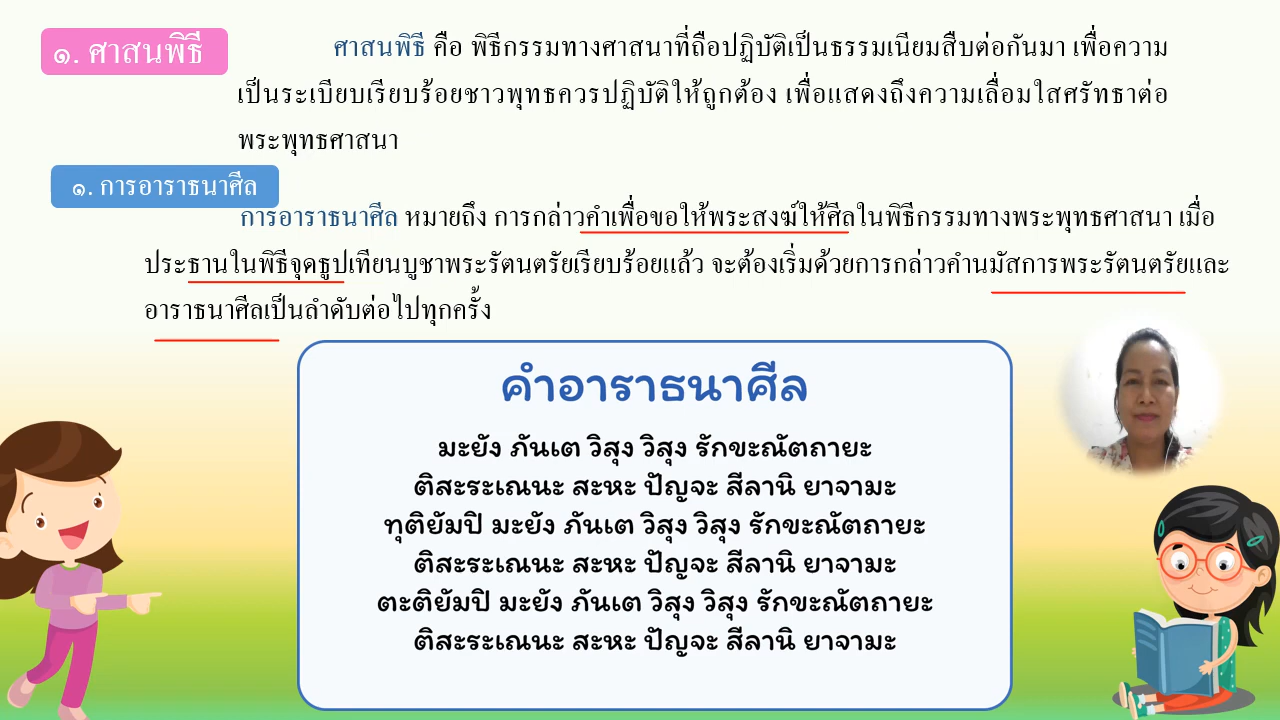 ๑. ศาสนพิธี
ศาสนพิธี คือ พิธีกรรมทางศาสนาที่ถือปฏิบัติเป็นธรรมเนียมสืบต่อกันมา เพื่อความ
เป็นระเบียบเรียบร้อยชาวพุทธควรปฏิบัติให้ถูกต้อง เพื่อแสดงถึงความเลื่อมใสศรัทธาต่อ
พระพุทธศาสนา
๑. การอาราธนาศีล
การอาราธนาศีล หมายถึง การกล่าวคำเพื่อขอให้พระสงฆ์ให้ศีลในพิธีกรรมทางพระพุทธศาสนา เมื่อ
ประธานในพิธีจุดธูปเทียนบูชาพระรัตนตรัยเรียบร้อยแล้ว จะต้องเริ่มด้วยการกล่าวคำนมัสการพระรัตนตรัยและ
อาราธนาศีลเป็นลำดับต่อไปทุกครั้ง
คำอาราธนาศีล
มะยัง ภันเต วิสุง วิสุง รักขะณัตถายะ
ติสะระเณนะ สะหะ ปัญจะ สีลานิ ยาจามะ
ทุติยัมปิ มะยัง ภันเต วิสุง วิสุง รักขะณัตถายะ
ติสะระเณนะ สะหะ ปัญจะ สีลานิ ยาจามะ
ตะติยัมปิ มะยัง ภันเต วิสุง วิสุง รักขะณัตถายะ
ติสะระเณนะ สะหะ ปัญจะ สีลานิ ยาจามะ